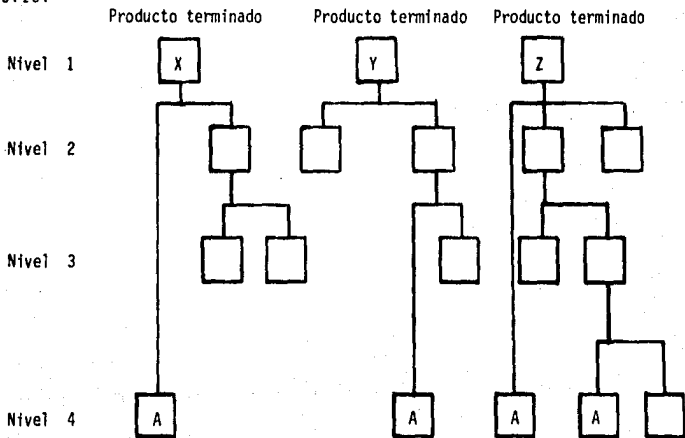 Producto terminado Producto terminado Producto terminado
Nivel 1 X Y Z
Nivel 2
Nivel 3
Nivel 4 A A A A